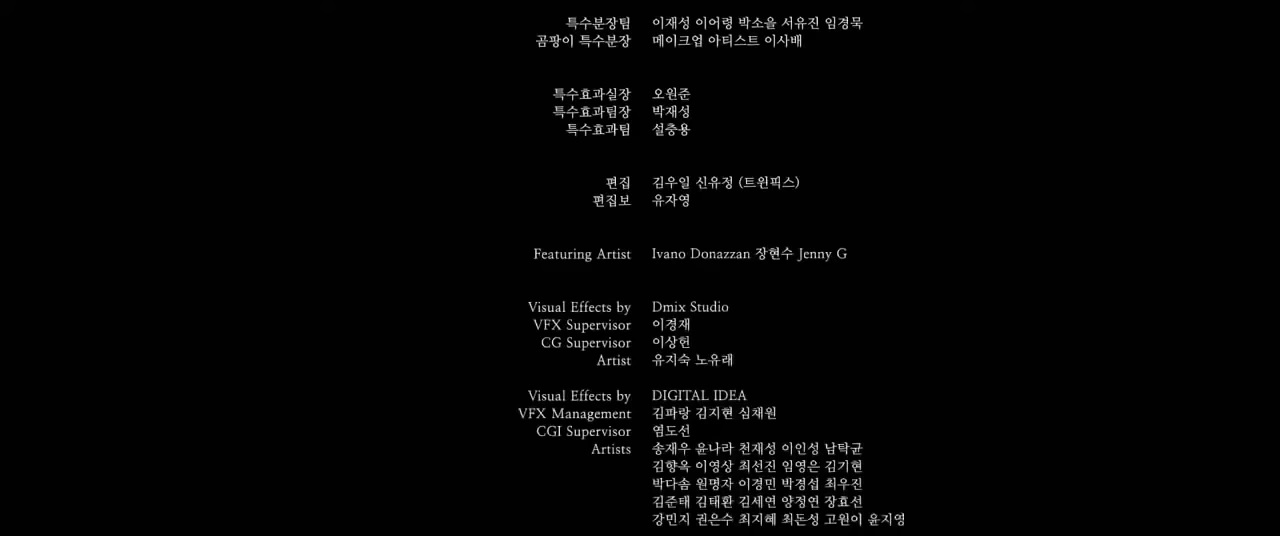 특수분장팀 이재성 이어령 박소을 서유진 임경묵
곰팡이 특수분장 메이크업 아티스트 이사배
특수효과실장 오원준
특수효과팀장 박재성
특수효과팀 설충용
편집 김우일 신유정 (트윈픽스)
편집보 유자영
Featuring Artist Ivano Donazzan 장현수 Jenny G
Visual Effects by Dmix Studio
VFX Supervisor 이경재
CG Supervisor 이상헌
Artist 유지숙 노유래
Visual Effects by DIGITAL IDEA
VFX Management 김파랑 김지현 심채원
CGI Supervisor 염도선
Artists 송재우 윤나라 천재성 이인성 남탁균
김향옥 이영상 최선진 임영은 김기현
박다솜 원명자 이경민 박경섭 최우진
김준태 김태환 김세연 양정연 장효선
강민지 권은수 최지혜 최돈성 고원이 윤지영